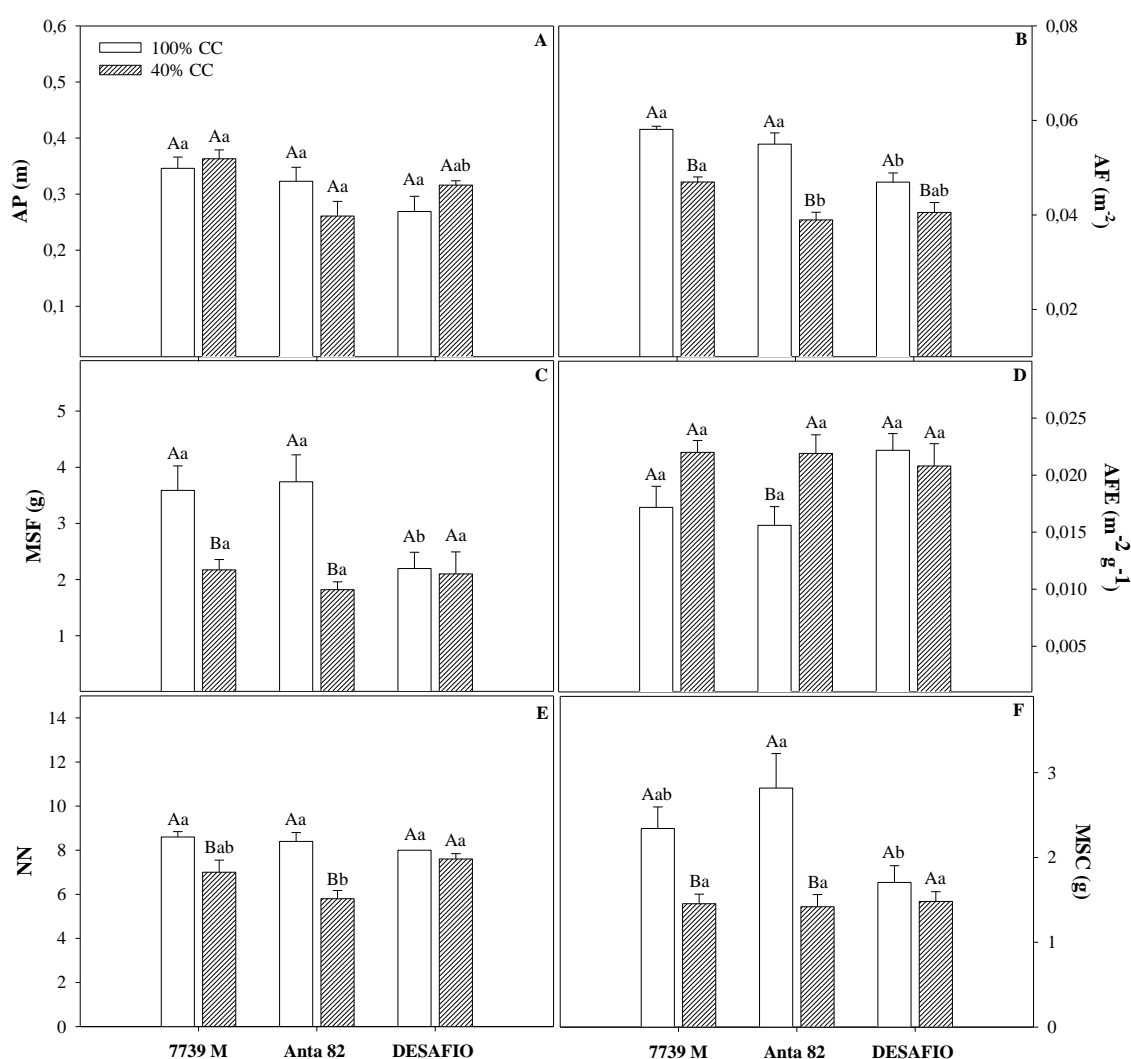 0,6
0,5
0,4
0,3
0,2
0,1
AP (m)
A
100% CC
40% CC
Aa Aa Aa Aa Aa Aab
B
0,08
0,06
0,04
0,02
AF (m-2)
Aa Ba Aa Bb Ab Bab
C
5
4
3
2
1
MSF (g)
Aa Ba Aa Ba Ab Aa
D
0,025
0,020
0,015
0,010
0,005
AFE (m-2 g-1)
Aa Aa Ba Aa Aa Aa
E
14
12
10
8
6
4
2
0
NN
Aa Bab Aa Bb Aa Aa
7739 M Anta 82 DESAFIO
F
3
2
1
0
MSC (g)
Aab Ba Aa Ba Ab Aa
7739 M Anta 82 DESAFIO